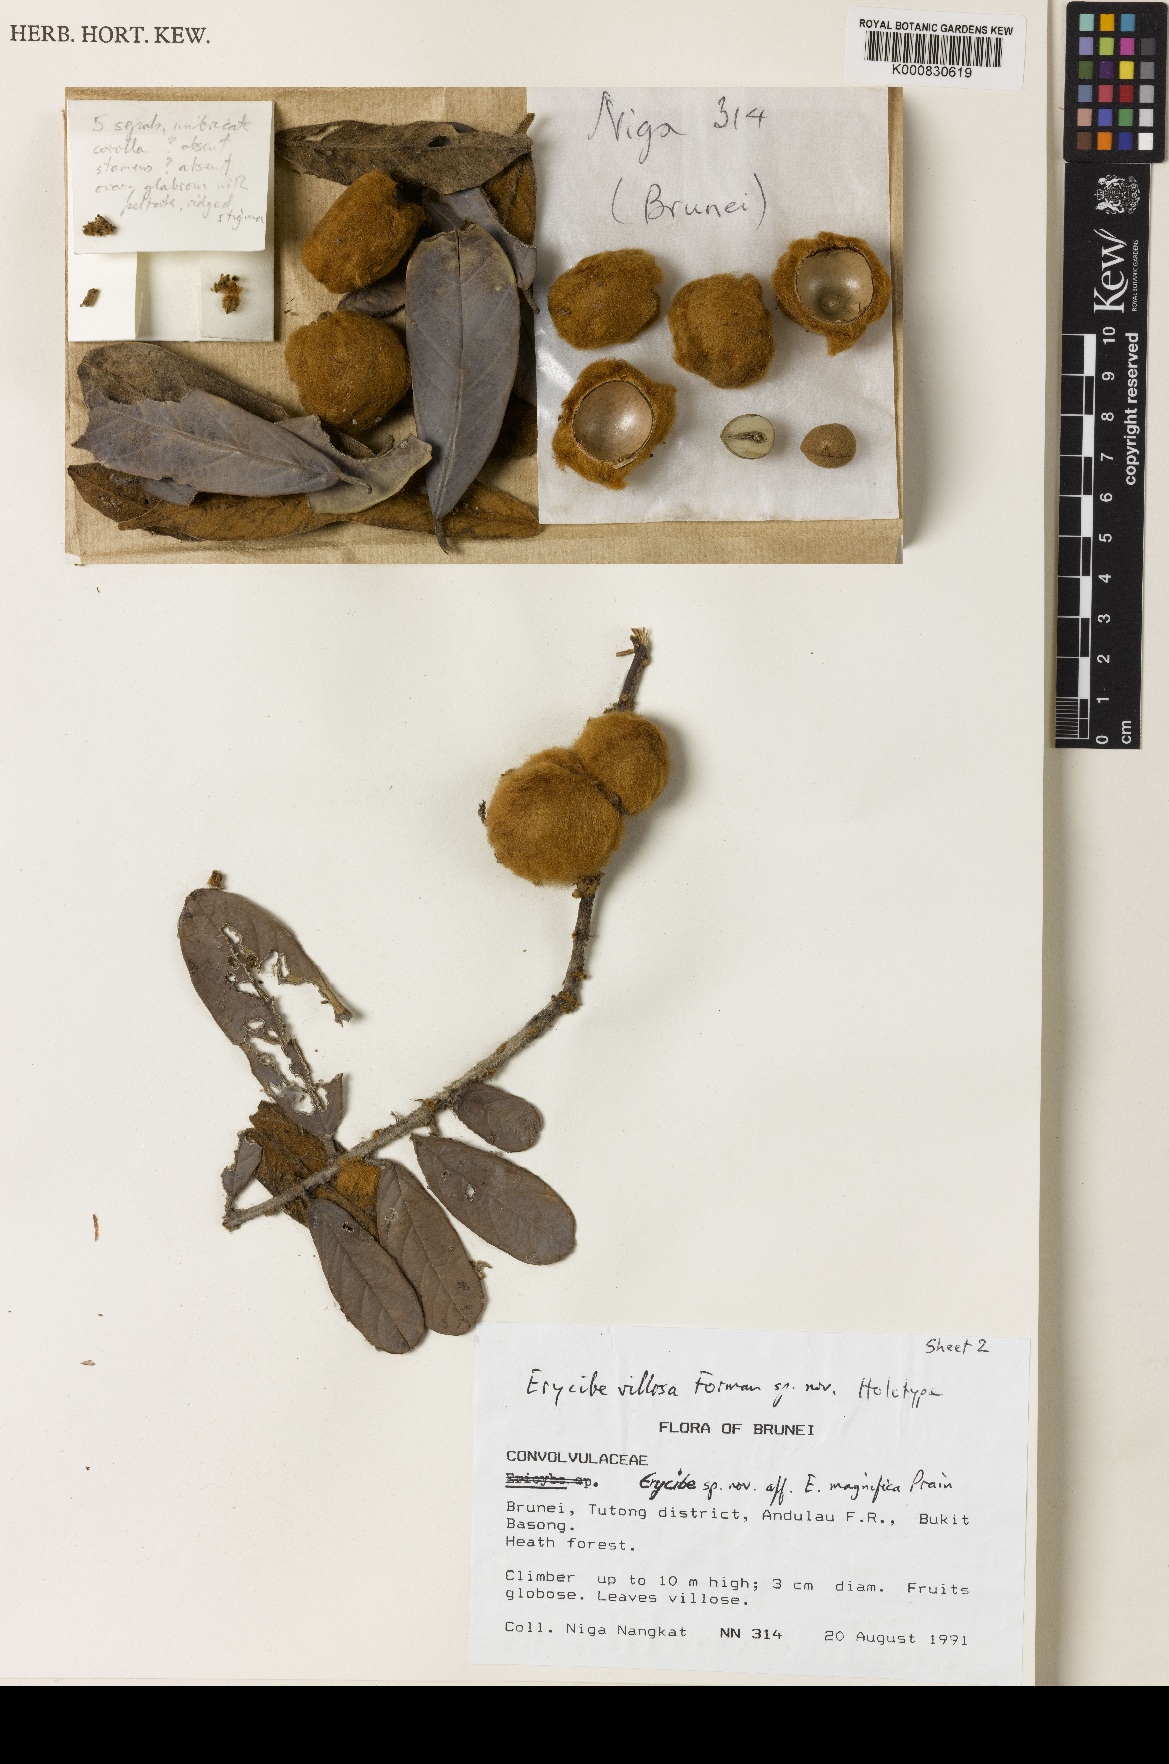 HERB. HORT. KEW.
ROYAL BOTANIC GARDENS KEW
K000830619
5 sepals, imbricate
corolla ? absent
stamens ? absent
ovary glabrous with
peltate, ridged
stigma
Niga 314
(Brunei)
Kew
ROYAL BOTANIC GARDENS
copyright reserved
10
9
8
7
6
5
4
3
2
1
0
cm
Sheet 2
Erycibe villosa Forman sp. nov. Holotype
FLORA OF BRUNEI
CONVOLVULACEAE
Ericybe sp. Erycibe sp. nov. aff. E. magnifica Prain
Brunei, Tutong district, Andulau F.R., Bukit
Basong.
Heath forest.
Climber up to 10 m high; 3 cm diam. Fruits
globose. Leaves villose.
Coll. Niga Nangkat NN 314 20 August 1991